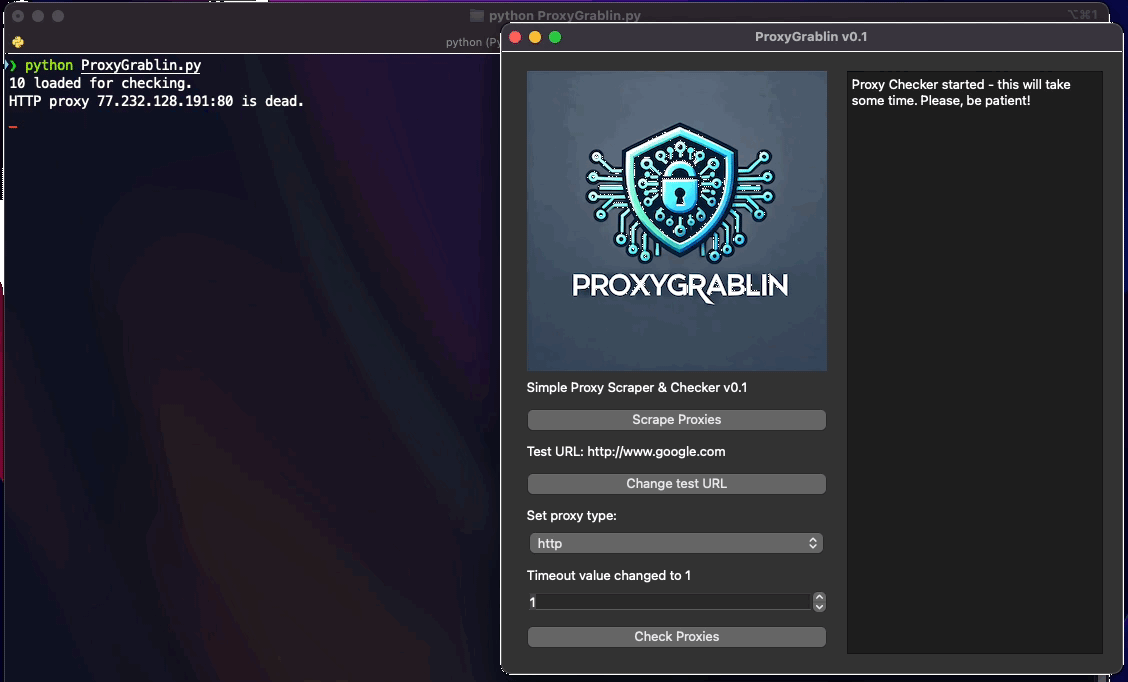 python ProxyGrablin.py
⌥⌘1
python (Py
❯ python ProxyGrablin.py
10 loaded for checking.
HTTP proxy 77.232.128.191:80 is dead.
ProxyGrablin v0.1
PROXYGRABLIN
Simple Proxy Scraper & Checker v0.1
Scrape Proxies
Test URL: http://www.google.com
Change test URL
Set proxy type:
http
Timeout value changed to 1
1
Check Proxies
Proxy Checker started - this will take
some time. Please, be patient!